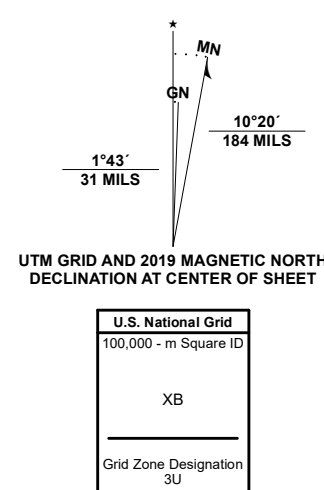 ★
MN
GN
10°20´
184 MILS
1°43´
31 MILS
UTM GRID AND 2019 MAGNETIC NORTH
DECLINATION AT CENTER OF SHEET
U.S. National Grid
100,000 - m Square ID
XB
Grid Zone Designation
3U